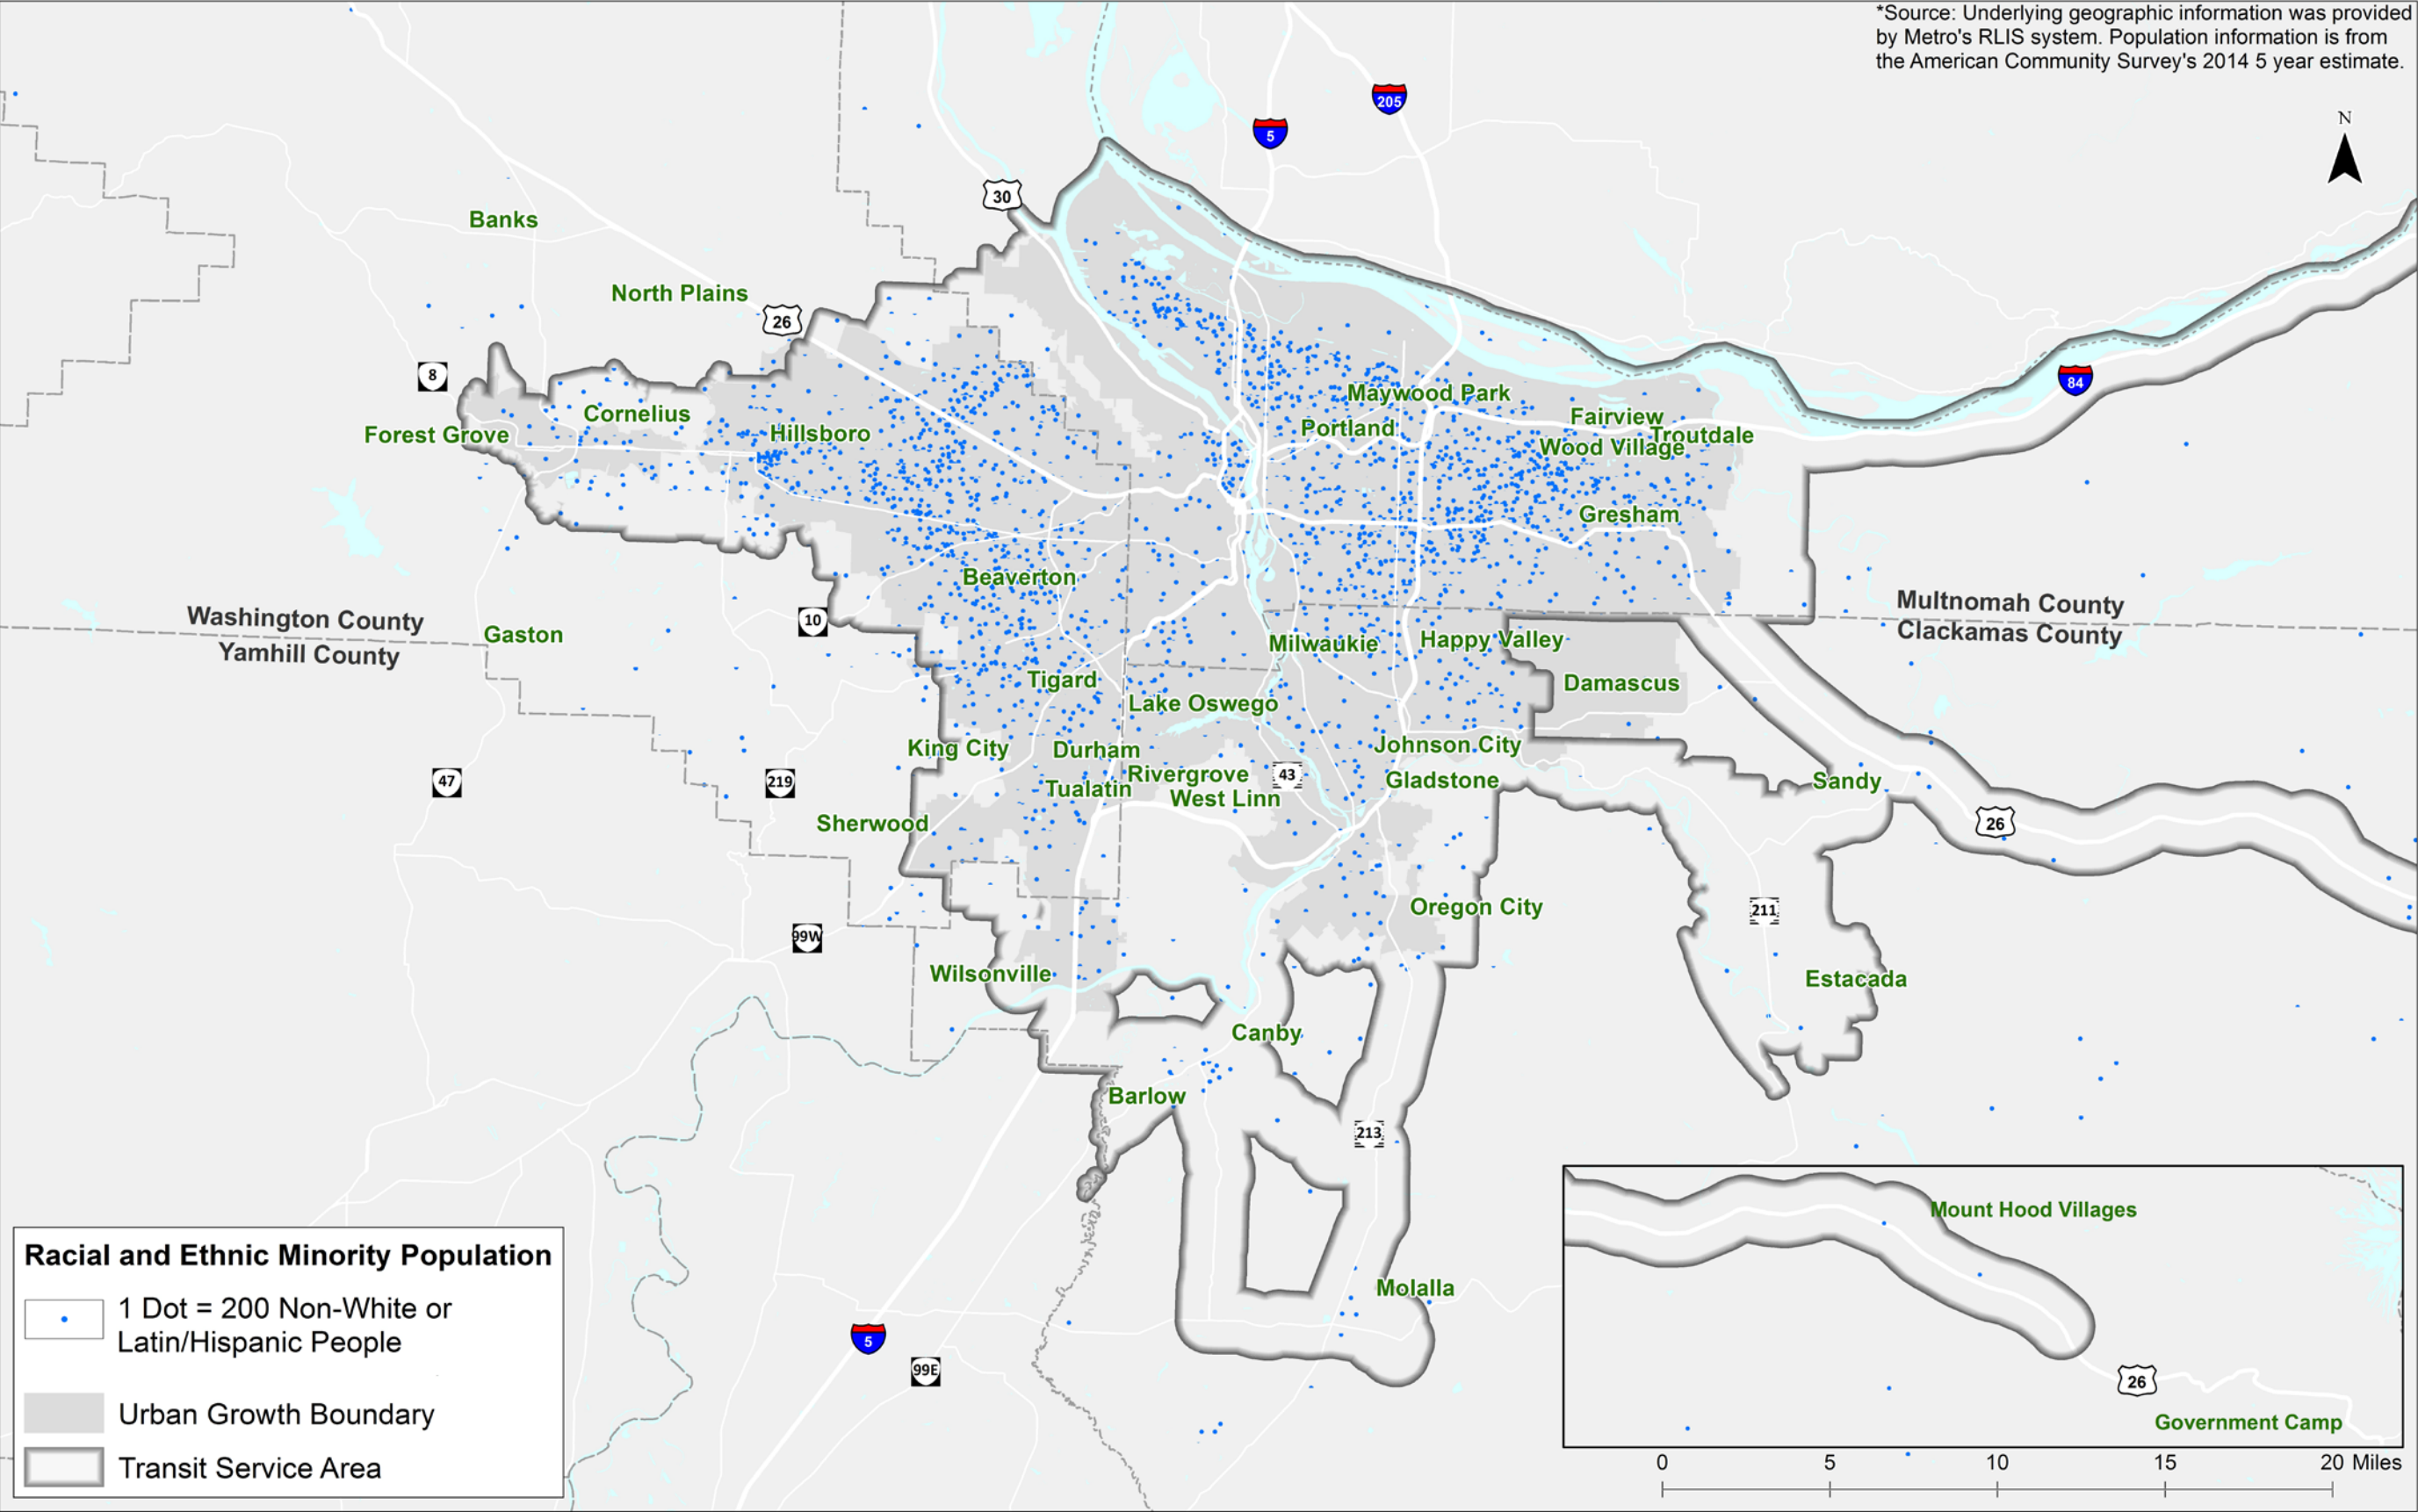 *Source: Underlying geographic information was provided
by Metro's RLIS system. Population information is from
the American Community Survey's 2014 5 year estimate.
205
5
N
30
Banks
North Plains
26
8
84
Maywood Park
Cornelius
Fairview
Forest Grove
Hillsboro
Portland
Troutdale
Wood Village
Gresham
Beaverton
Multnomah County
Clackamas County
Washington County
Yamhill County
10
Gaston
Milwaukie
Happy Valley
Tigard
Damascus
Lake Oswego
King City
Durham
Johnson City
47
219
Rivergrove
43
Gladstone
Sandy
Tualatin
West Linn
Sherwood
26
Oregon City
211
99W
Wilsonville
Estacada
Canby
Barlow
213
Molalla
Mount Hood Villages
26
Government Camp
5
99E
Racial and Ethnic Minority Population
1 Dot = 200 Non-White or
Latin/Hispanic People
Urban Growth Boundary
Transit Service Area
0 5 10 15 20 Miles